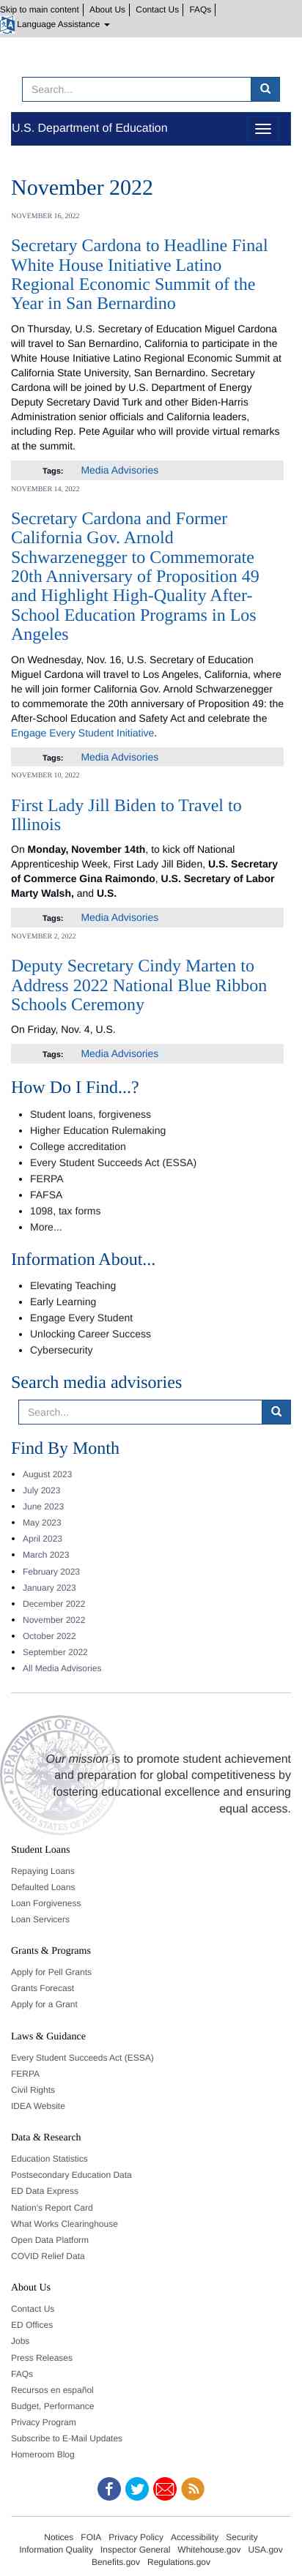 Skip to main content
About Us
Contact Us
FAQs
Language Assistance
Search...
U.S. Department of Education
November 2022
NOVEMBER 16, 2022
Secretary Cardona to Headline Final
White House Initiative Latino
Regional Economic Summit of the
Year in San Bernardino
On Thursday, U.S. Secretary of Education Miguel Cardona
will travel to San Bernardino, California to participate in the
White House Initiative Latino Regional Economic Summit at
California State University, San Bernardino. Secretary
Cardona will be joined by U.S. Department of Energy
Deputy Secretary David Turk and other Biden-Harris
Administration senior officials and California leaders,
including Rep. Pete Aguilar who will provide virtual remarks
at the summit.
Tags: Media Advisories
NOVEMBER 14, 2022
Secretary Cardona and Former
California Gov. Arnold
Schwarzenegger to Commemorate
20th Anniversary of Proposition 49
and Highlight High-Quality After-
School Education Programs in Los
Angeles
On Wednesday, Nov. 16, U.S. Secretary of Education
Miguel Cardona will travel to Los Angeles, California, where
he will join former California Gov. Arnold Schwarzenegger
to commemorate the 20th anniversary of Proposition 49: the
After-School Education and Safety Act and celebrate the
Engage Every Student Initiative.
Tags: Media Advisories
NOVEMBER 10, 2022
First Lady Jill Biden to Travel to
Illinois
On Monday, November 14th, to kick off National
Apprenticeship Week, First Lady Jill Biden, U.S. Secretary
of Commerce Gina Raimondo, U.S. Secretary of Labor
Marty Walsh, and U.S.
Tags: Media Advisories
NOVEMBER 2, 2022
Deputy Secretary Cindy Marten to
Address 2022 National Blue Ribbon
Schools Ceremony
On Friday, Nov. 4, U.S.
Tags: Media Advisories
How Do I Find...?
Student loans, forgiveness
Higher Education Rulemaking
College accreditation
Every Student Succeeds Act (ESSA)
FERPA
FAFSA
1098, tax forms
More...
Information About...
Elevating Teaching
Early Learning
Engage Every Student
Unlocking Career Success
Cybersecurity
Search media advisories
Search...
Find By Month
August 2023
July 2023
June 2023
May 2023
April 2023
March 2023
February 2023
January 2023
December 2022
November 2022
October 2022
September 2022
All Media Advisories
Our mission is to promote student achievement
and preparation for global competitiveness by
fostering educational excellence and ensuring
equal access.
Student Loans
Repaying Loans
Defaulted Loans
Loan Forgiveness
Loan Servicers
Grants & Programs
Apply for Pell Grants
Grants Forecast
Apply for a Grant
Laws & Guidance
Every Student Succeeds Act (ESSA)
FERPA
Civil Rights
IDEA Website
Data & Research
Education Statistics
Postsecondary Education Data
ED Data Express
Nation's Report Card
What Works Clearinghouse
Open Data Platform
COVID Relief Data
About Us
Contact Us
ED Offices
Jobs
Press Releases
FAQs
Recursos en español
Budget, Performance
Privacy Program
Subscribe to E-Mail Updates
Homeroom Blog
Notices FOIA Privacy Policy Accessibility Security
Information Quality Inspector General Whitehouse.gov USA.gov
Benefits.gov Regulations.gov